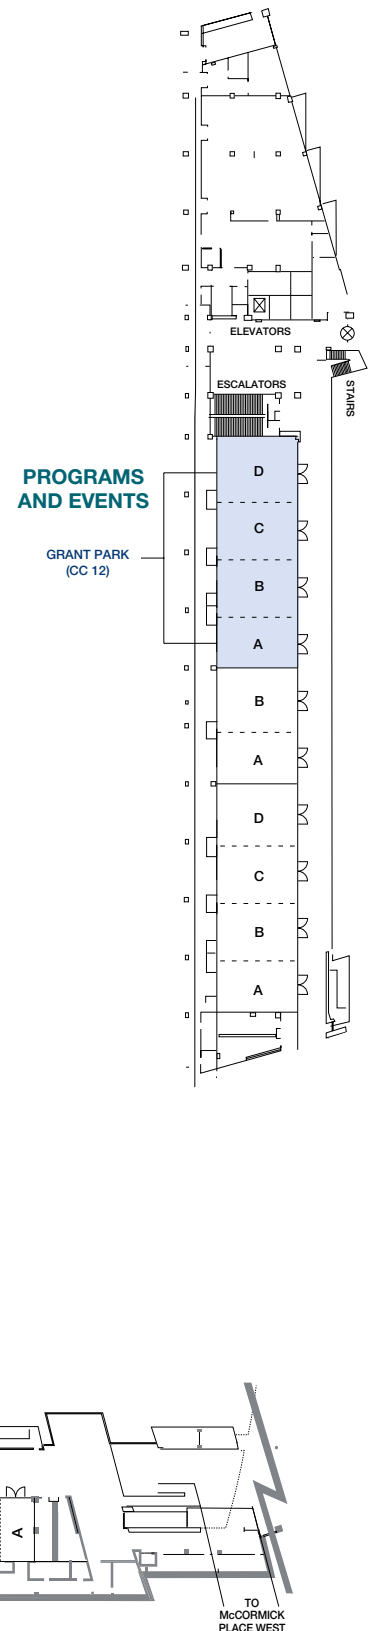 ELEVATORS
ESCALATORS
STAIRS
PROGRAMS
AND EVENTS
GRANT PARK
(CC 12)
D
C
B
A
B
A
D
C
B
A
A
TO
McCORMICK
PLACE WEST